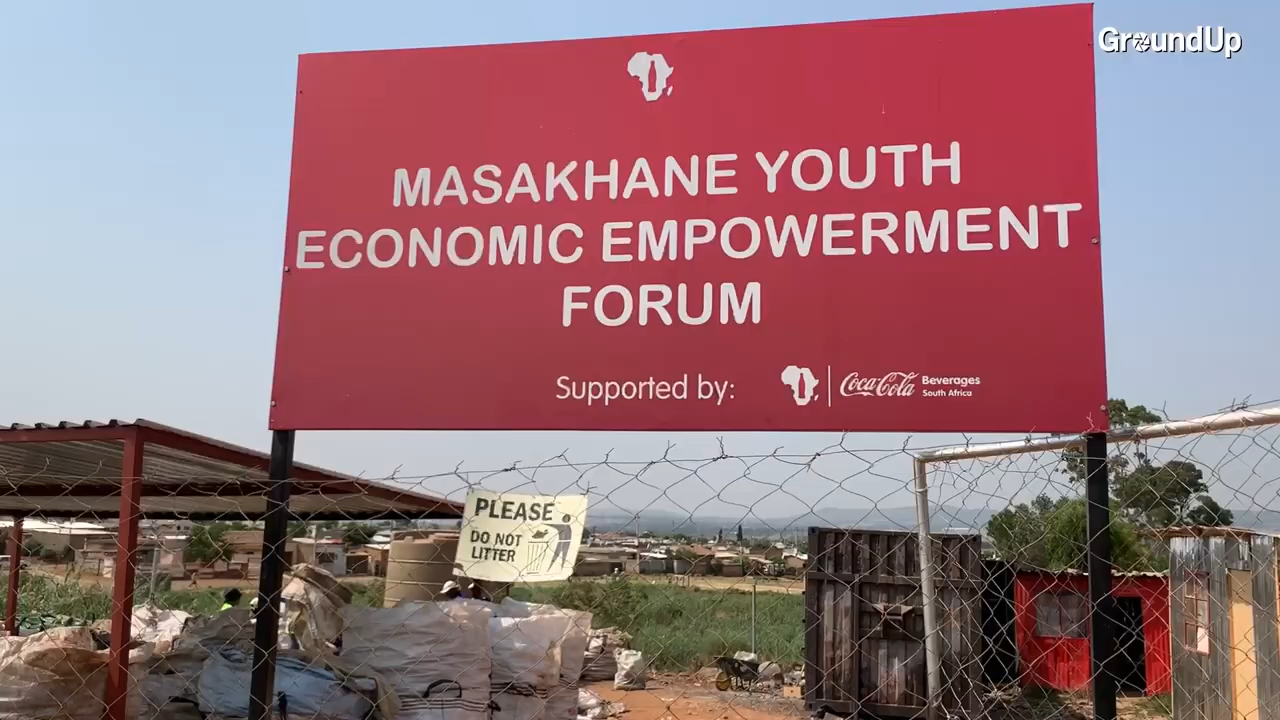 GroundUp
MASAKHANE YOUTH
ECONOMIC EMPOWERMENT
FORUM
Supported by:
Coca-Cola Beverages
South Africa
PLEASE
DO NOT
LITTER